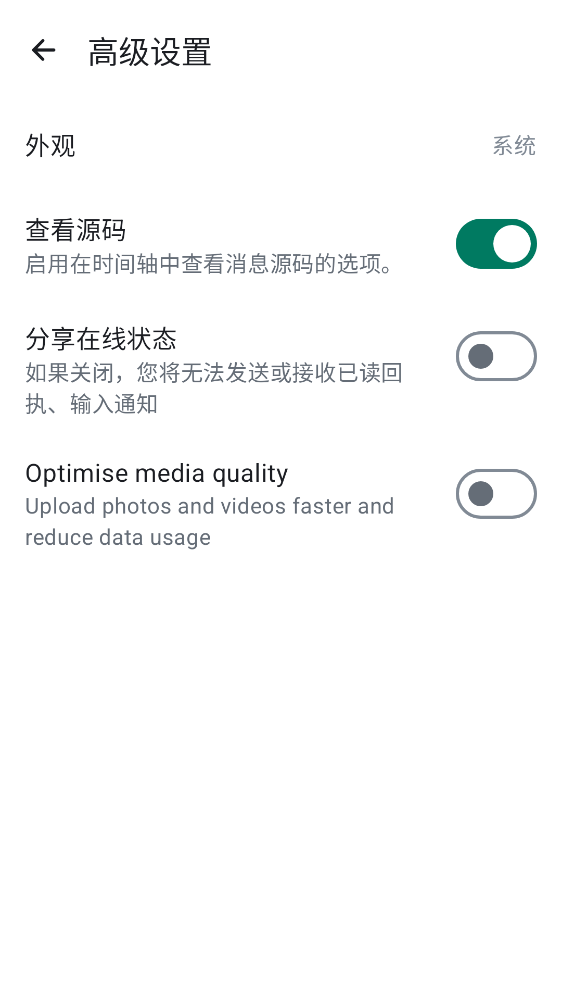 高级设置
外观
系统
查看源码
启用在时间轴中查看消息源码的选项。
分享在线状态
如果关闭，您将无法发送或接收已读回
执、输入通知
Optimise media quality
Upload photos and videos faster and
reduce data usage